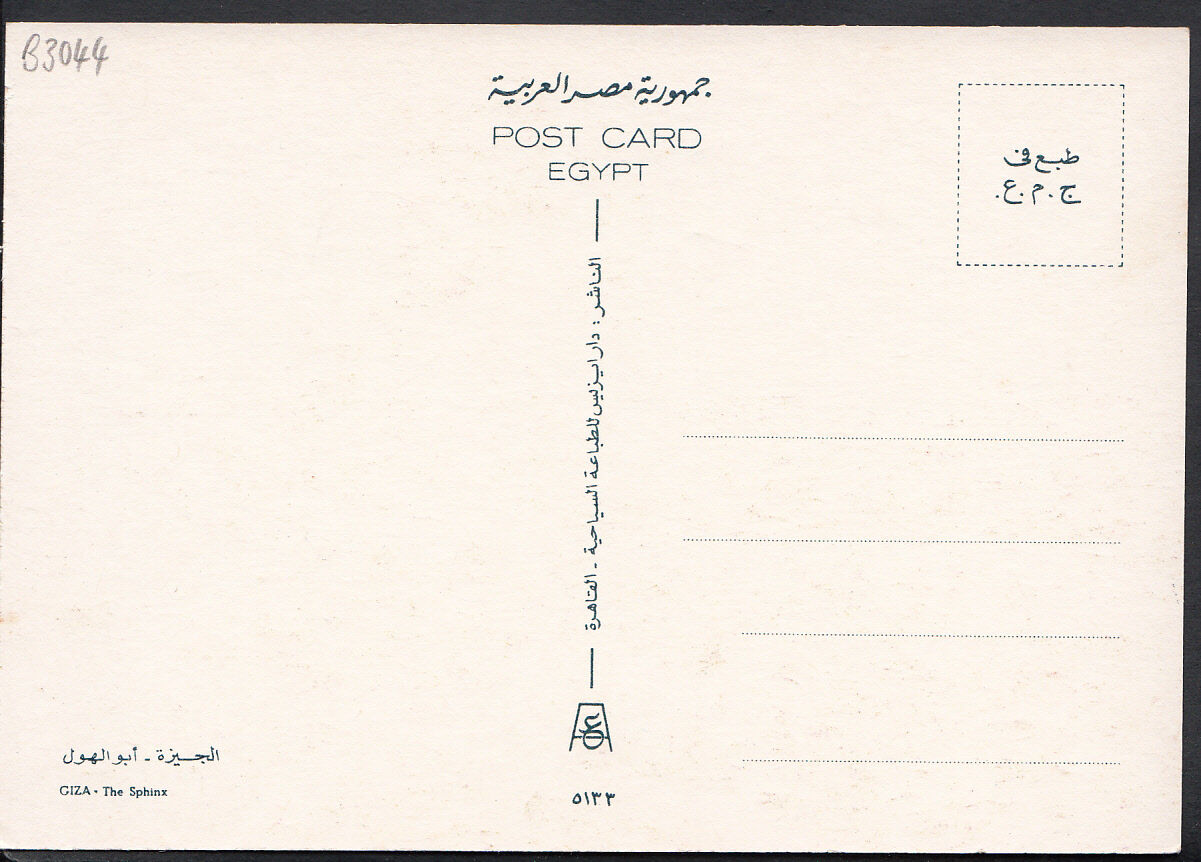 B3044
جمهورية مصر العربية
POST CARD
EGYPT
طبع في
ج . م . ع .
الناشر : دار ايزيس للطباعة السياحية - القاهرة
الجيزة - أبو الهول
GIZA - The Sphinx
٥١٣٣